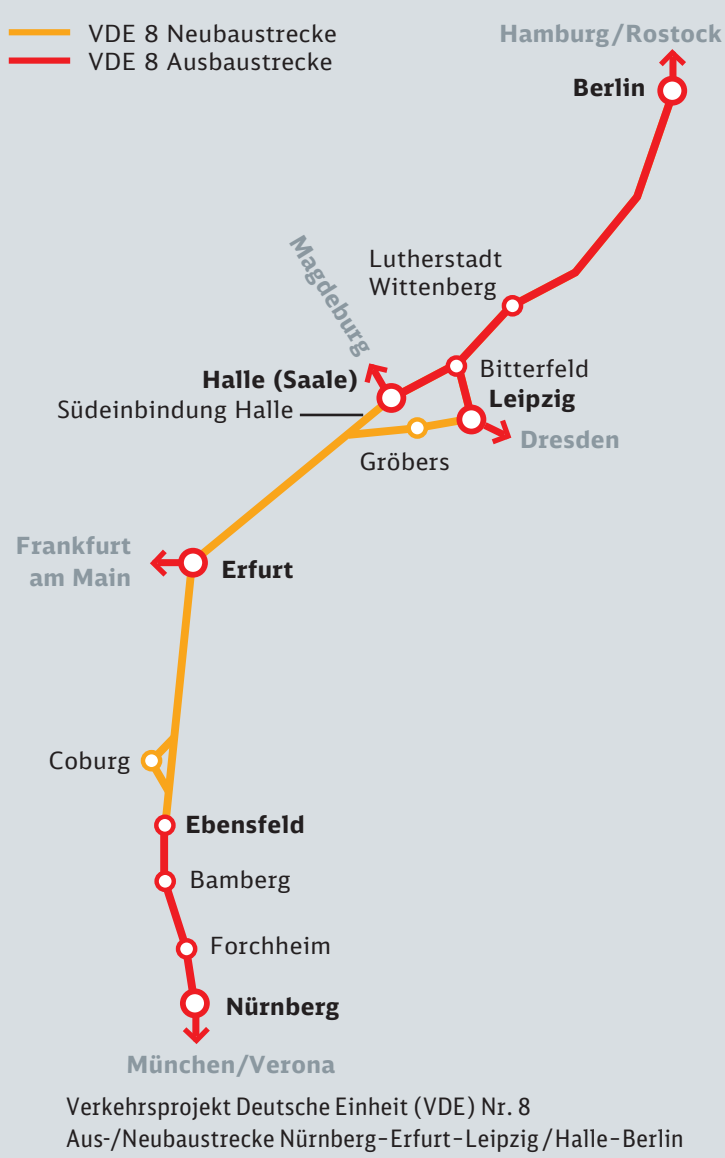 VDE 8 Neubaustrecke
VDE 8 Ausbaustrecke
Hamburg/Rostock
Berlin
Magdeburg
Lutherstadt
Wittenberg
Bitterfeld
Halle (Saale)
Leipzig
Südeinbindung Halle
Dresden
Gröbers
Frankfurt
am Main
Erfurt
Coburg
Ebensfeld
Bamberg
Forchheim
Nürnberg
München/Verona
Verkehrsprojekt Deutsche Einheit (VDE) Nr. 8
Aus-/Neubaustrecke Nürnberg–Erfurt–Leipzig/Halle–Berlin